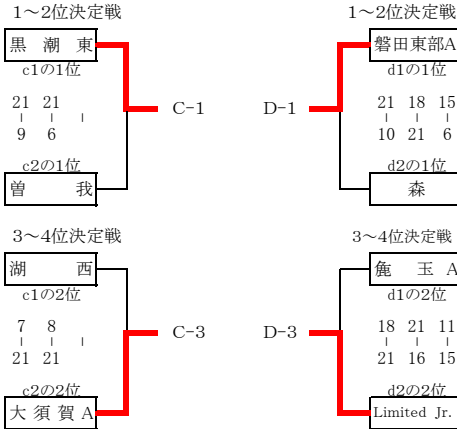 1～2位決定戦
黒潮東
c1の1位
21 21
9 6
c2の1位
曽我
C-1
1～2位決定戦
磐田東部A
d1の1位
21 18 15
10 21 6
d2の1位
森
D-1
3～4位決定戦
湖西
c1の2位
7 8
21 21
c2の2位
大須賀A
C-3
3～4位決定戦
麁玉A
d1の2位
18 21 11
21 16 15
d2の2位
Limited Jr.
D-3